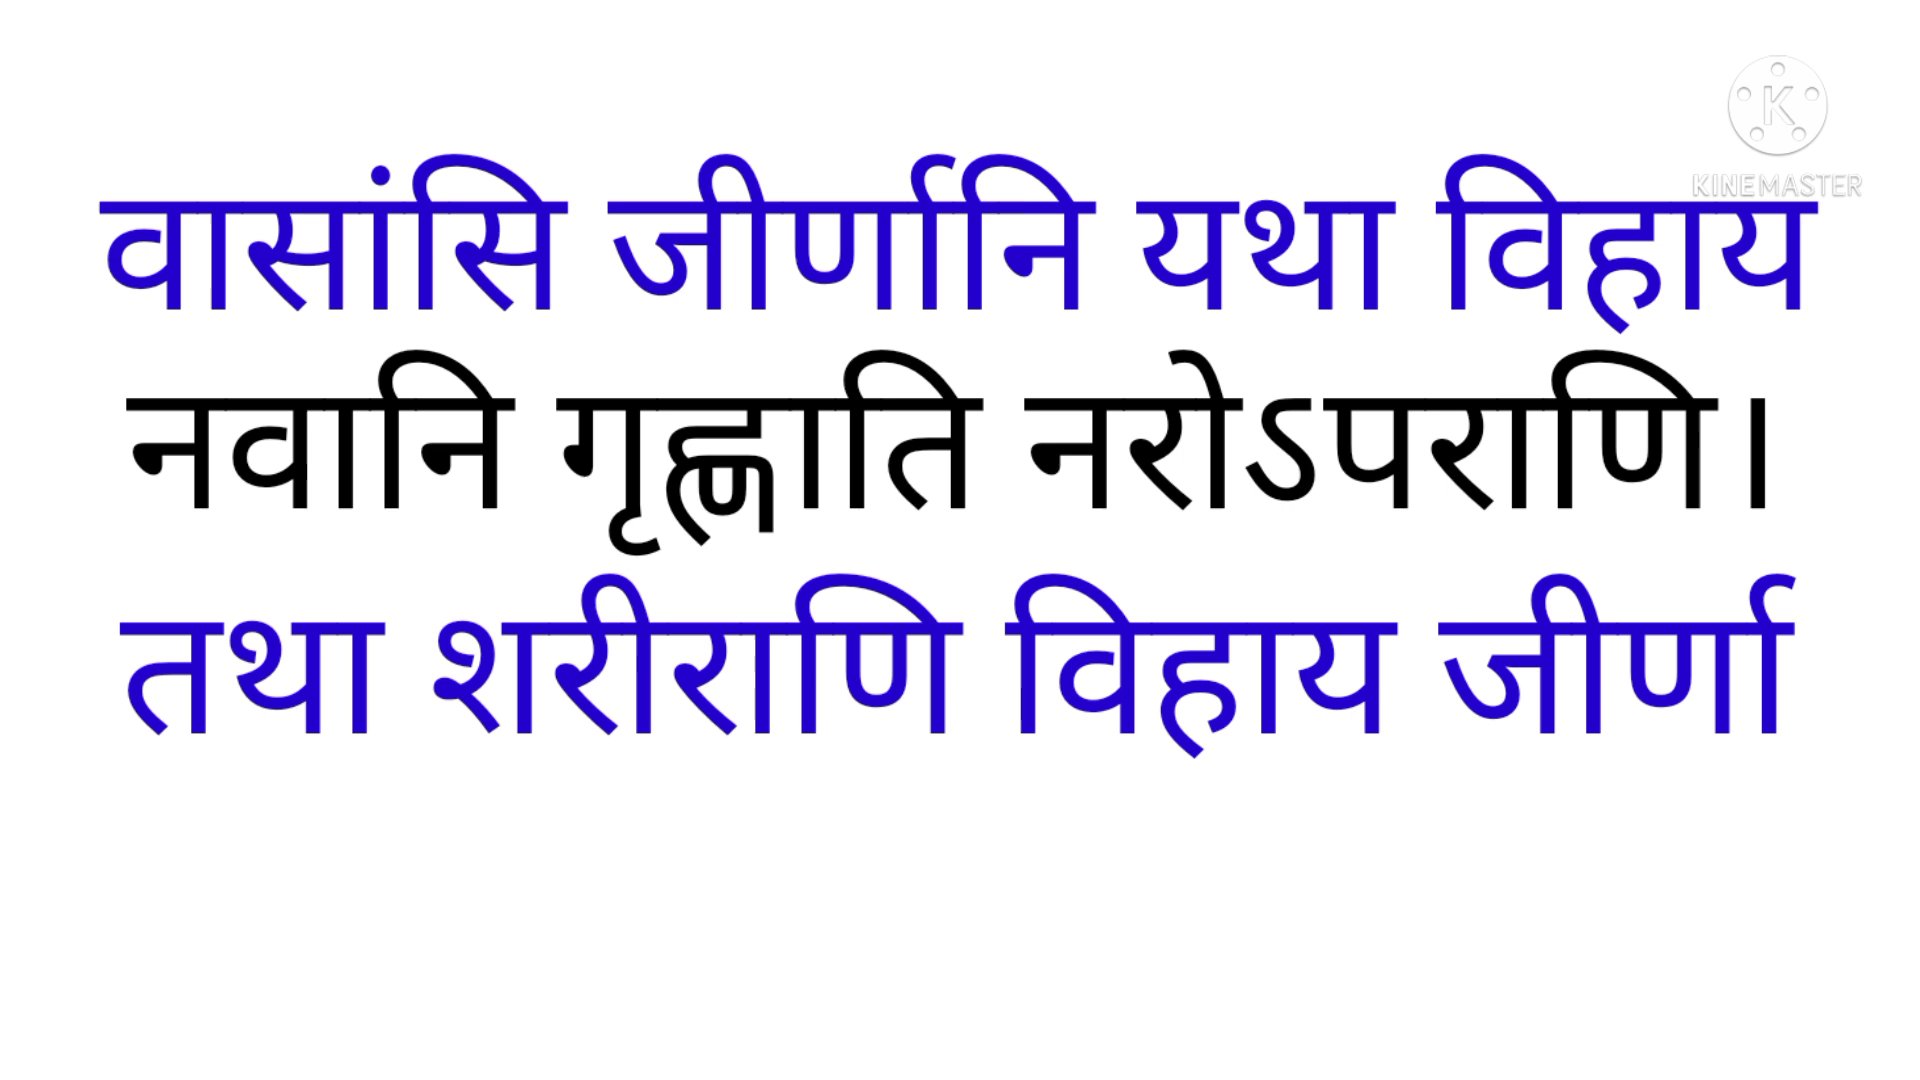 वासांसि जीर्णानि यथा विहाय
नवानि गृह्णाति नरोऽपराणि।
तथा शरीराणि विहाय जीर्णा
KINEMASTER